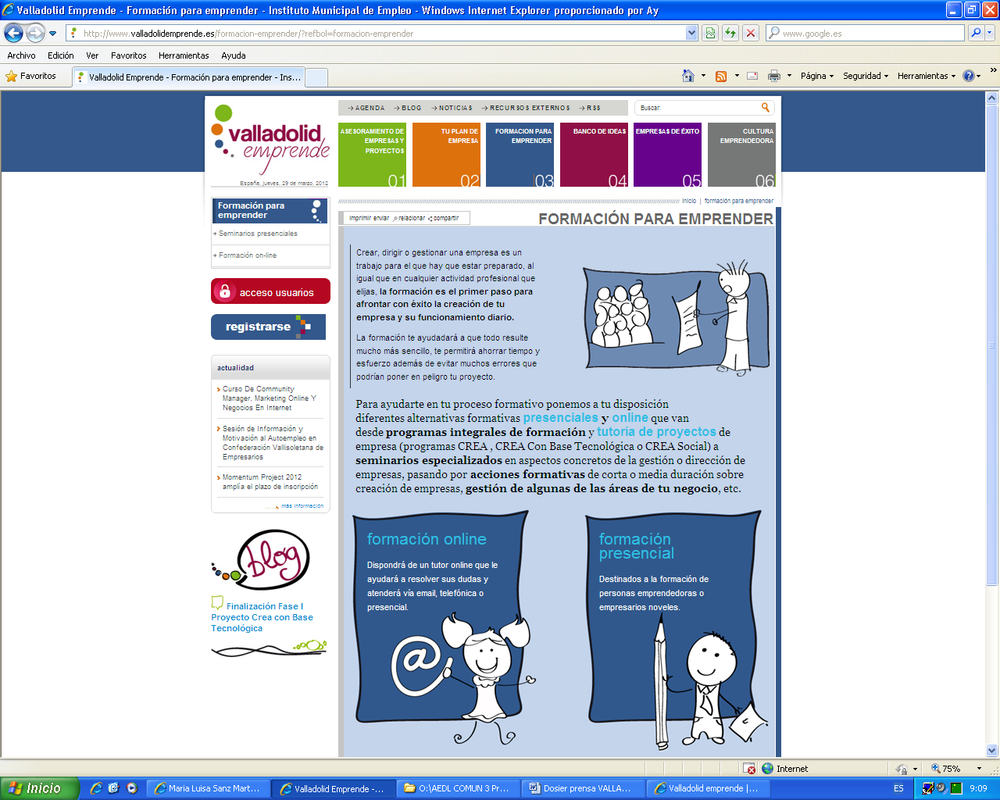 Valladolid Emprende - Formación para emprender - Instituto Municipal de Empleo - Windows Internet Explorer proporcionado por Ay
http://www.valladolidemprende.es/formacion-emprender/?refbol=formacion-emprender
www.google.es
Archivo Edición Ver Favoritos Herramientas Ayuda
Favoritos
Valladolid Emprende - Formación para emprender - Ins...
Página Seguridad Herramientas
valladolid
emprende
España, jueves, 29 de marzo, 2012
AGENDA BLOG NOTICIAS RECURSOS EXTERNOS RSS
Buscar:
ASESORAMIENTO DE
EMPRESAS Y
PROYECTOS
01
TU PLAN DE
EMPRESA
02
FORMACION PARA
EMPRENDER
03
BANCO DE IDEAS
04
EMPRESAS DE ÉXITO
05
CULTURA
EMPRENDEDORA
06
Inicio | formación para emprender
Formación para
emprender
Seminarios presenciales
Formación on-line
acceso usuarios
registrarse
actualidad
Curso De Community
Manager, Marketing Online Y
Negocios En Internet
Sesión de Información y
Motivación al Autoempleo en
Confederación Vallisoletana de
Empresarios
Momentum Project 2012
amplía el plazo de inscripción
más información
blog
Finalización Fase I
Proyecto Crea con Base
Tecnológica
imprimir enviar relacionar compartir
FORMACIÓN PARA EMPRENDER
Crear, dirigir o gestionar una empresa es un
trabajo para el que hay que estar preparado, al
igual que en cualquier actividad profesional que
elijas, la formación es el primer paso para
afrontar con éxito la creación de tu
empresa y su funcionamiento diario.
La formación te ayudadará a que todo resulte
mucho más sencillo, te permitirá ahorrar tiempo y
esfuerzo además de evitar muchos errores que
podrían poner en peligro tu proyecto.
Para ayudarte en tu proceso formativo ponemos a tu disposición
diferentes alternativas formativas presenciales y online que van
desde programas integrales de formación y tutoria de proyectos de
empresa (programas CREA , CREA Con Base Tecnológica o CREA Social) a
seminarios especializados en aspectos concretos de la gestión o dirección de
empresas, pasando por acciones formativas de corta o media duración sobre
creación de empresas, gestión de algunas de las áreas de tu negocio, etc.
formación online
Dispondrá de un tutor online que le
ayudará a resolver sus dudas y
atenderá vía email, telefónica o
presencial.
@
formación
presencial
Destinados a la formación de
personas emprendedoras o
empresarios noveles.
Internet
75%
Inicio
Maria Luisa Sanz Mart...
Valladolid Emprende -...
O:\AEDL COMUN 3 Pr...
Dosier prensa VALLA...
Valladolid emprende |...
ES
9:09